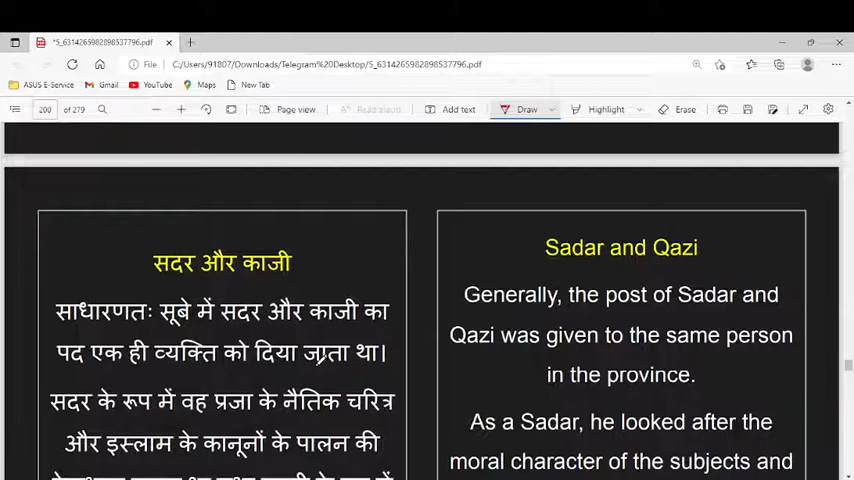 *5_6314265982898537796.pdf
File C:/Users/91807/Downloads/Telegram%20Desktop/5_6314265982898537796.pdf
ASUS E-Service Gmail YouTube Maps New Tab
200 of 279 Page view Read aloud Add text Draw Highlight Erase
सदर और काजी
साधारणतः सूबे में सदर और काजी का
पद एक ही व्यक्ति को दिया जाता था।
सदर के रूप में वह प्रजा के नैतिक चरित्र
और इस्लाम के कानूनों के पालन की
Sadar and Qazi
Generally, the post of Sadar and
Qazi was given to the same person
in the province.
As a Sadar, he looked after the
moral character of the subjects and